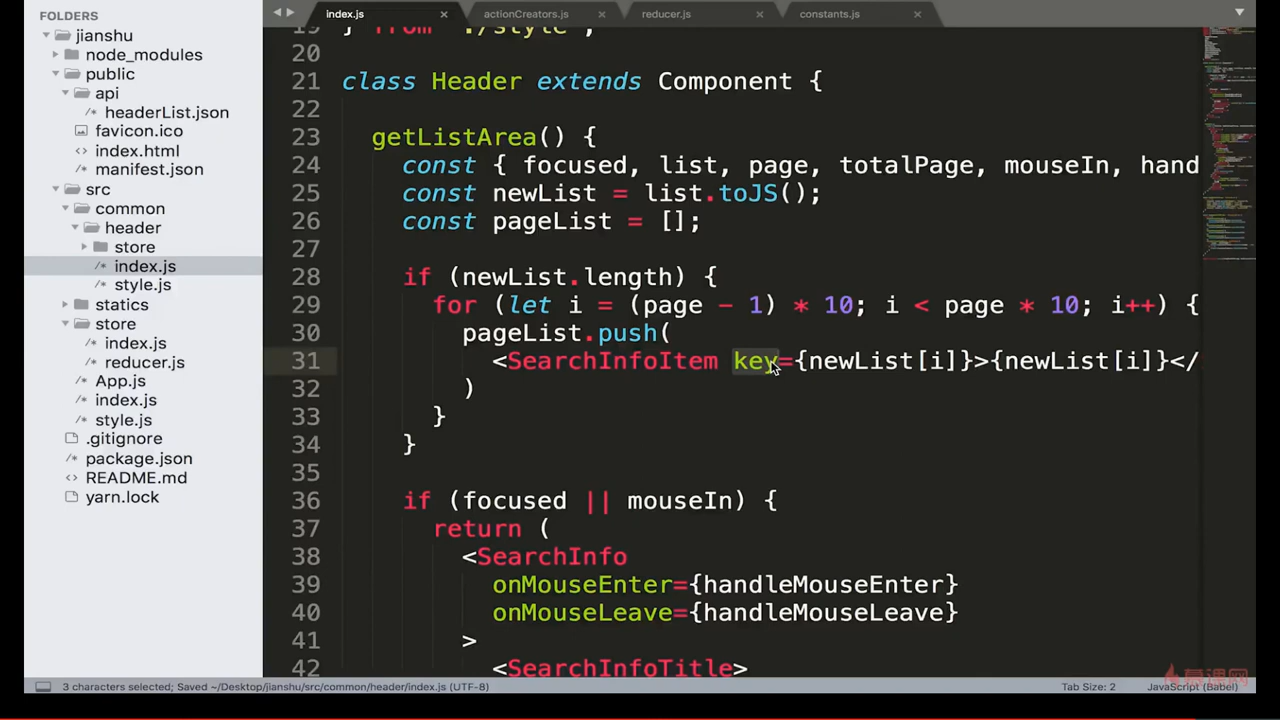 FOLDERS
jianshu
node_modules
public
api
headerList.json
favicon.ico
<> index.html
manifest.json
src
common
header
store
/* index.js
/* style.js
statics
store
/* index.js
/* reducer.js
/* App.js
/* index.js
/* style.js
.gitignore
package.json
<> README.md
yarn.lock
index.js ×
actionCreators.js ×
reducer.js ×
constants.js ×
19 } from './style';
20
21 class Header extends Component {
22
23 getListArea() {
24 const { focused, list, page, totalPage, mouseIn, hand
25 const newList = list.toJS();
26 const pageList = [];
27
28 if (newList.length) {
29 for (let i = (page - 1) * 10; i < page * 10; i++) {
30 pageList.push(
31 <SearchInfoItem key={newList[i]}>{newList[i]}</
32 )
33 }
34 }
35
36 if (focused || mouseIn) {
37 return (
38 <SearchInfo
39 onMouseEnter={handleMouseEnter}
40 onMouseLeave={handleMouseLeave}
41 >
42 <SearchInfoTitle>
3 characters selected; Saved ~/Desktop/jianshu/src/common/header/index.js (UTF-8)
Tab Size: 2
JavaScript (Babel)
慕课网